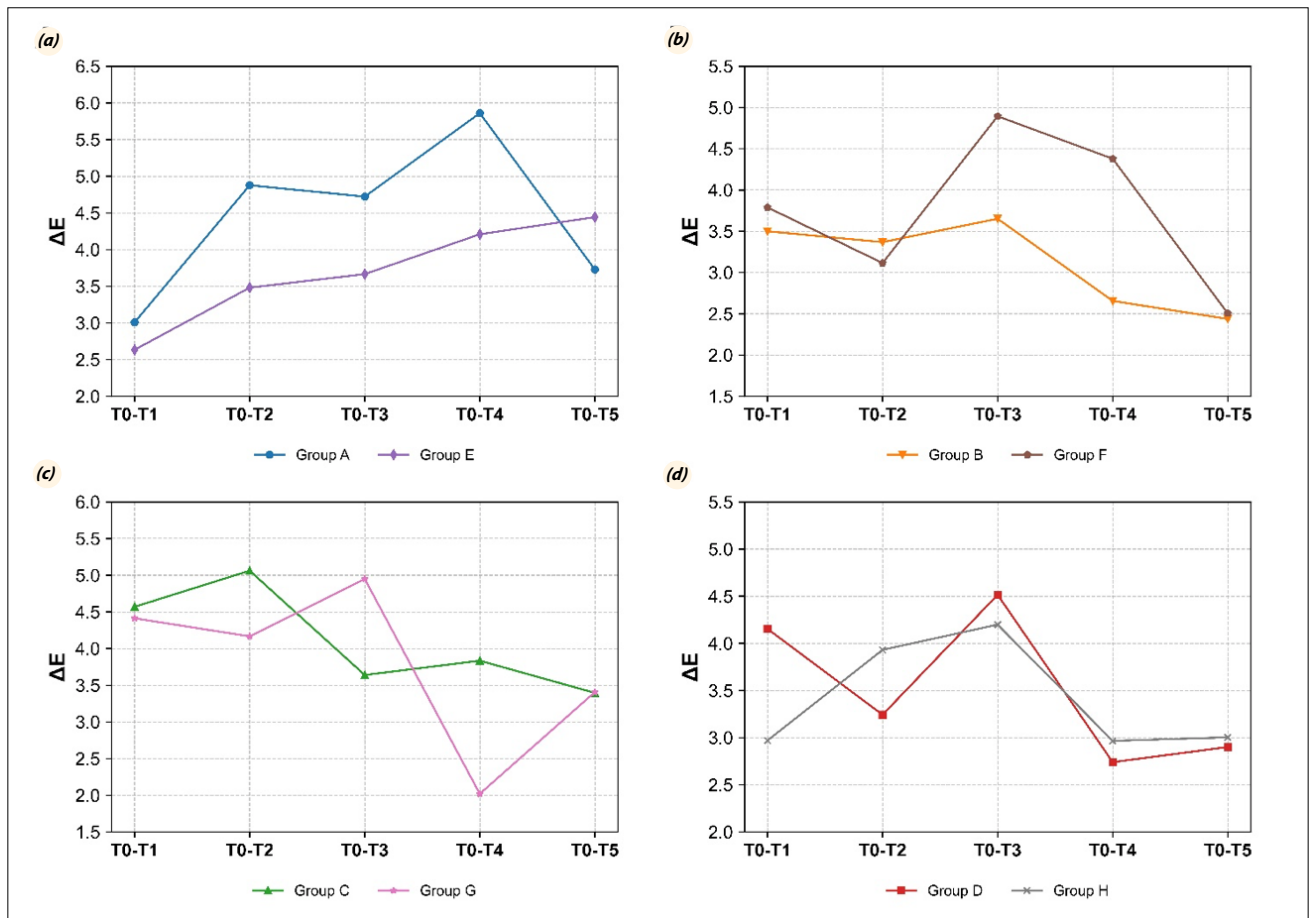 (a)
6.5
6.0
5.5
5.0
4.5
4.0
3.5
3.0
2.5
2.0
ΔE
T0-T1 T0-T2 T0-T3 T0-T4 T0-T5
Group A Group E
(b)
5.5
5.0
4.5
4.0
3.5
3.0
2.5
2.0
1.5
ΔE
T0-T1 T0-T2 T0-T3 T0-T4 T0-T5
Group B Group F
(c)
6.0
5.5
5.0
4.5
4.0
3.5
3.0
2.5
2.0
1.5
ΔE
T0-T1 T0-T2 T0-T3 T0-T4 T0-T5
Group C Group G
(d)
5.5
5.0
4.5
4.0
3.5
3.0
2.5
2.0
ΔE
T0-T1 T0-T2 T0-T3 T0-T4 T0-T5
Group D Group H